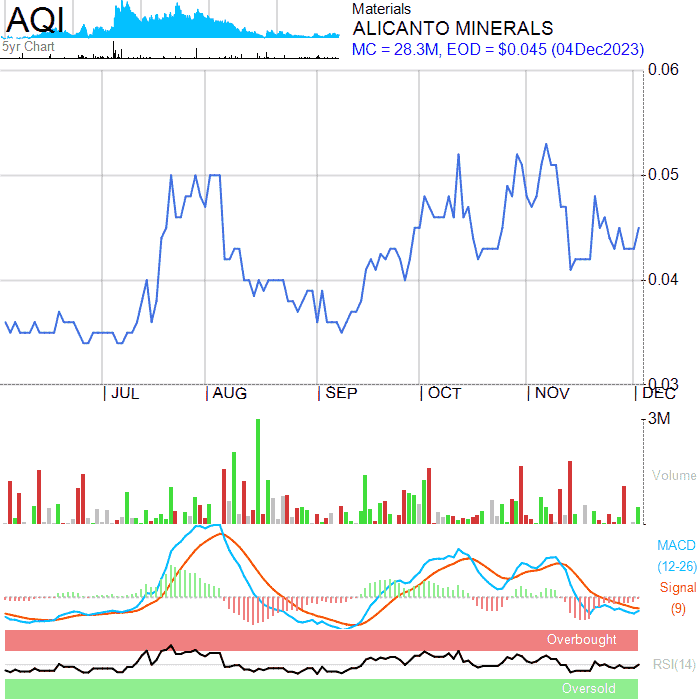 AQI
5yr Chart
Materials
ALICANTO MINERALS
MC = 28.3M, EOD = $0.045 (04Dec2023)
0.06
0.05
0.04
0.03
JUL AUG SEP OCT NOV DEC
3M
Volume
MACD
(12-26)
Signal
(9)
Overbought
RSI(14)
Oversold